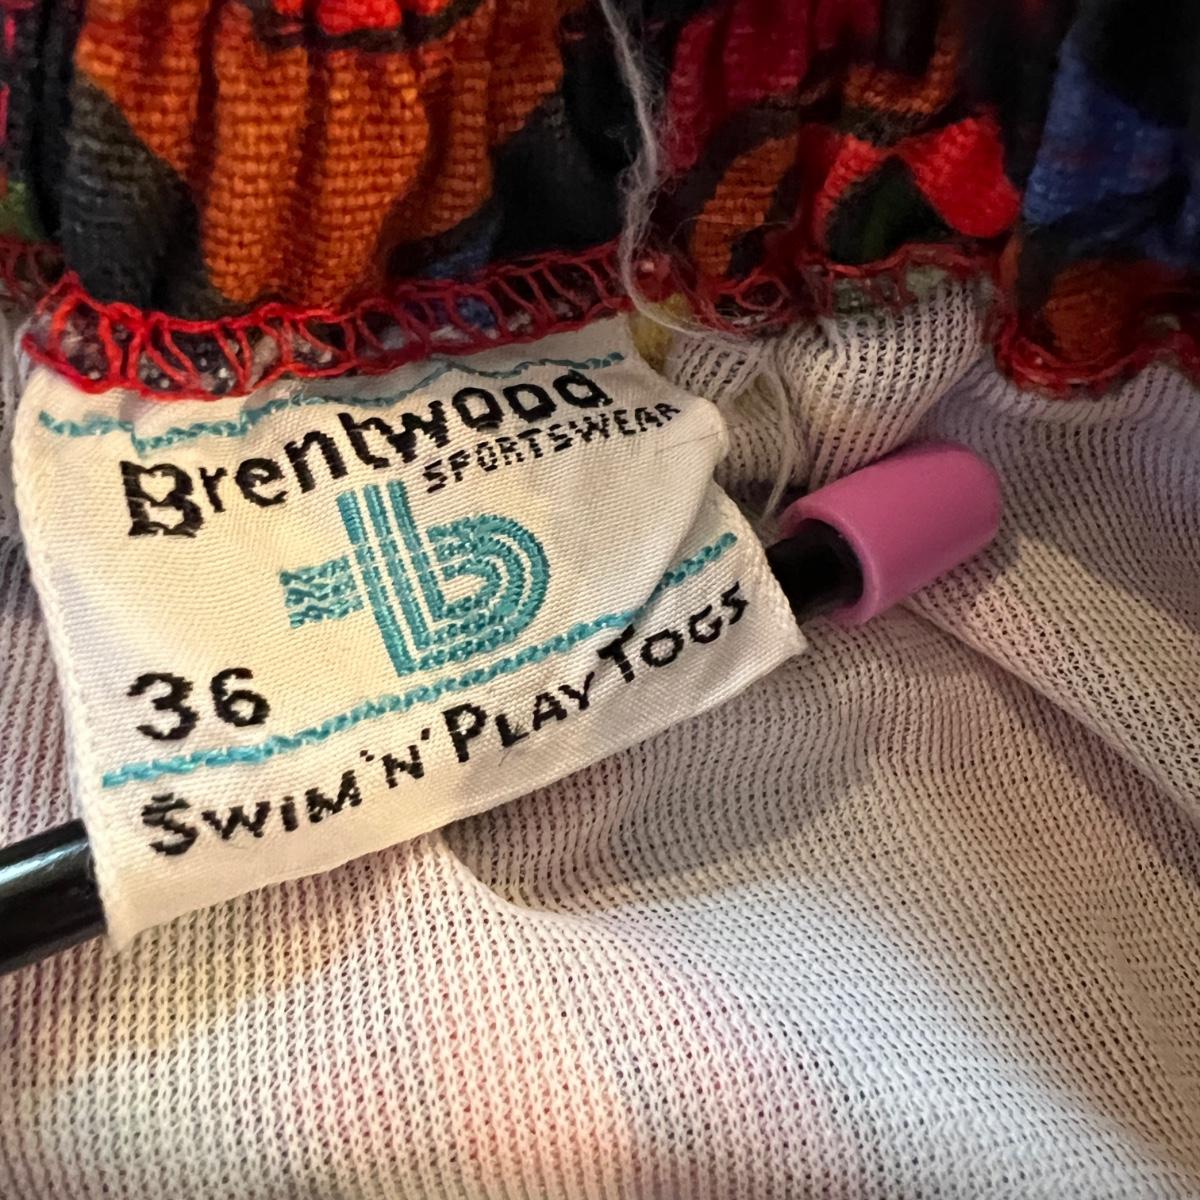 Brentwood
SPORTSWEAR
b
36
SWIM 'N' PLAY TOGS